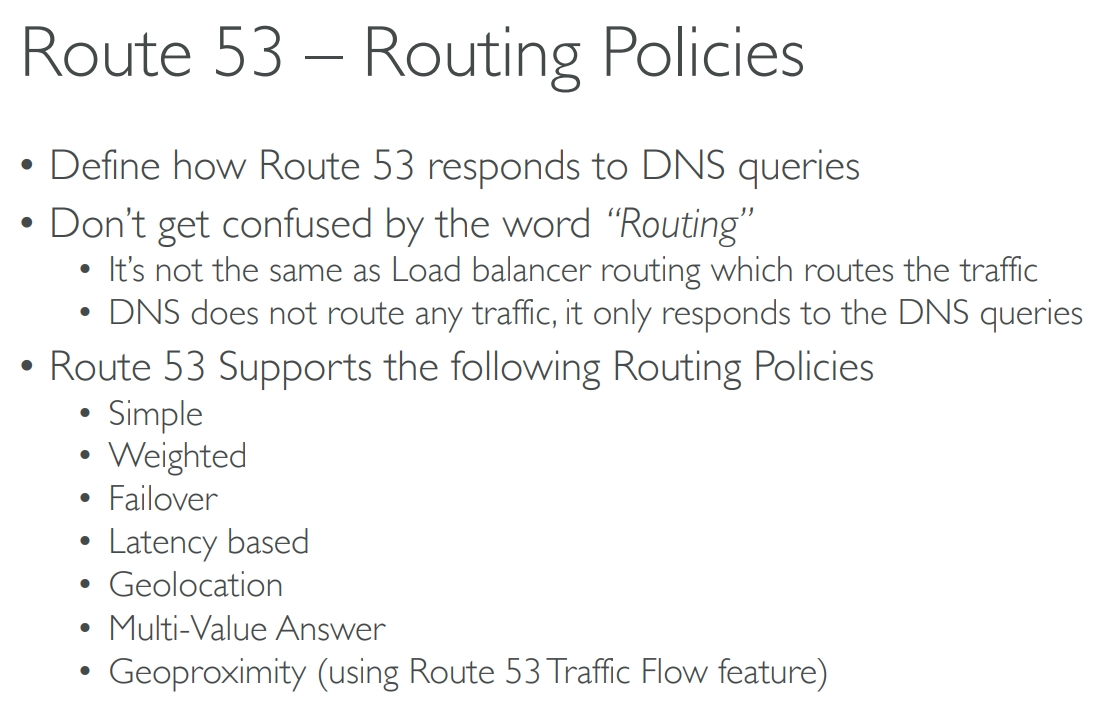 Route 53 – Routing Policies
• Define how Route 53 responds to DNS queries
• Don’t get confused by the word “Routing”
• It’s not the same as Load balancer routing which routes the traffic
• DNS does not route any traffic, it only responds to the DNS queries
• Route 53 Supports the following Routing Policies
• Simple
• Weighted
• Failover
• Latency based
• Geolocation
• Multi-Value Answer
• Geoproximity (using Route 53 Traffic Flow feature)